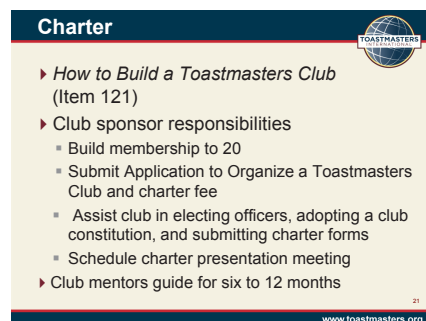 Charter
TOASTMASTERS
INTERNATIONAL
How to Build a Toastmasters Club
(Item 121)
Club sponsor responsibilities
Build membership to 20
Submit Application to Organize a Toastmasters
Club and charter fee
Assist club in electing officers, adopting a club
constitution, and submitting charter forms
Schedule charter presentation meeting
Club mentors guide for six to 12 months
21
www.toastmasters.org